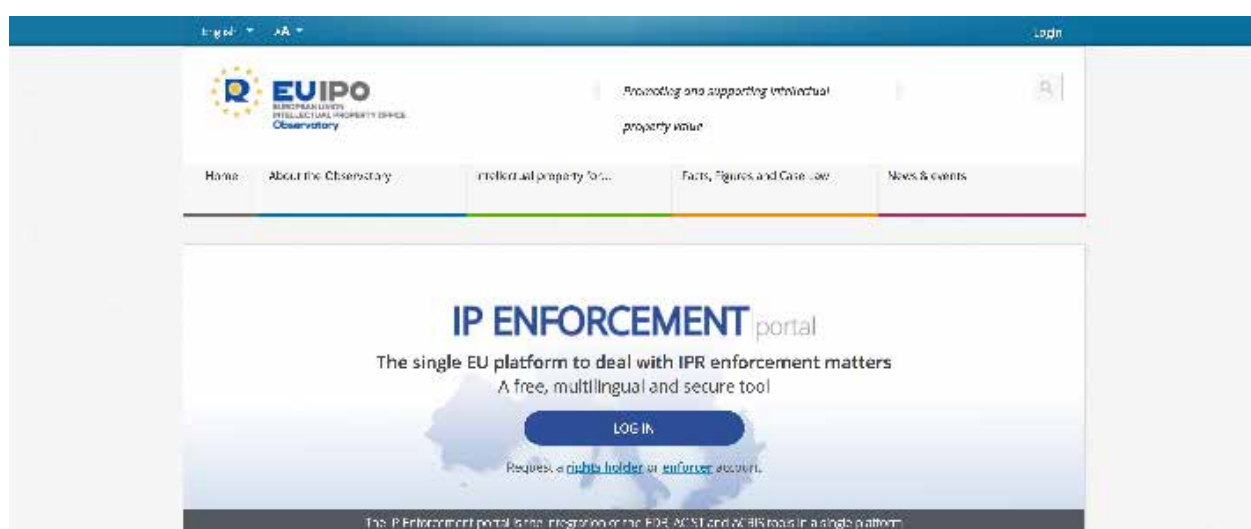 English AA Login
EUIPO
EUROPEAN UNION
INTELLECTUAL PROPERTY OFFICE
Observatory
Promoting and supporting intellectual
property value
Home About the Observatory Intellectual property for... Facts, Figures and Case Law News & events
IP ENFORCEMENT portal
The single EU platform to deal with IPR enforcement matters
A free, multilingual and secure tool
LOG IN
Request a rights holder or enforcer account.
The IP Enforcement portal is the integration of the EDB, ACIST and ACRIS tools in a single platform